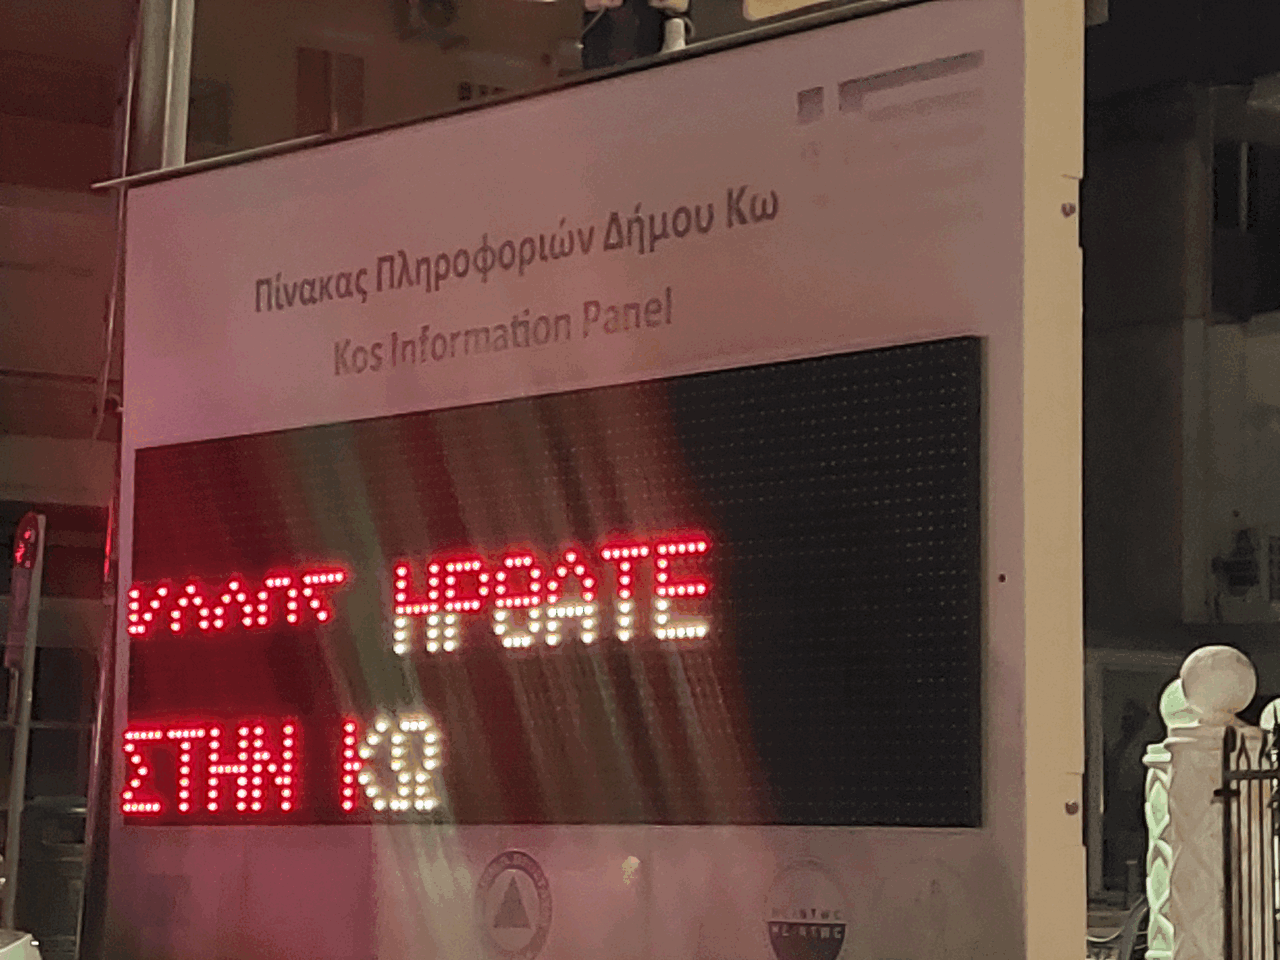 Πίνακας Πληροφοριών Δήμου Κω
Kos Information Panel
ΗΡΘΑΤΕ
ΣΤΗΝ ΚΩ